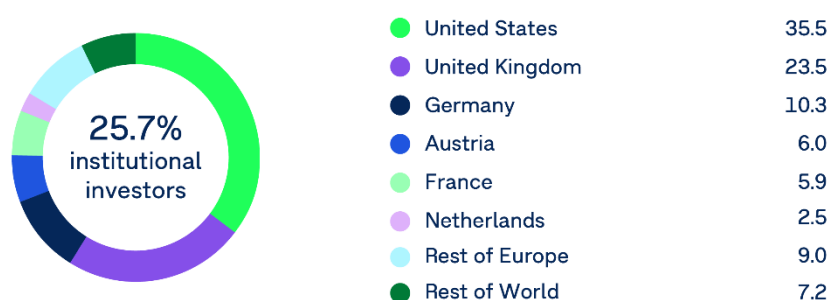 25.7%
institutional
investors
United States 35.5
United Kingdom 23.5
Germany 10.3
Austria 6.0
France 5.9
Netherlands 2.5
Rest of Europe 9.0
Rest of World 7.2